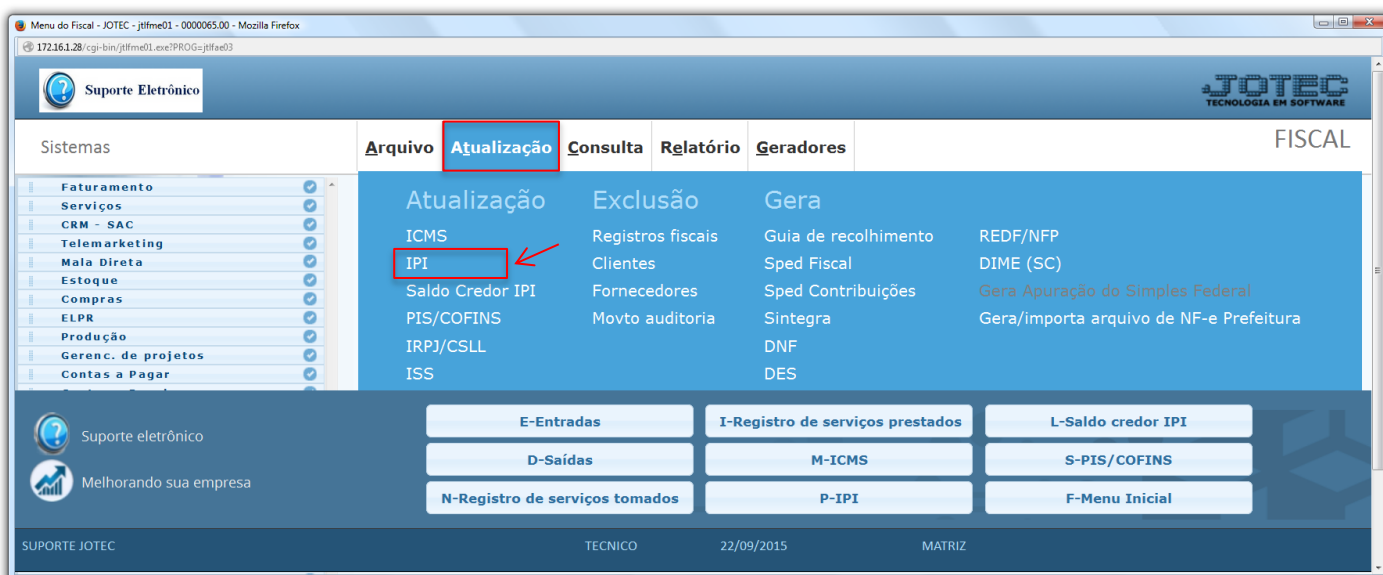 Menu do Fiscal - JOTEC - jtlfme01 - 0000065.00 - Mozilla Firefox
172.16.1.28/cgi-bin/jtlfme01.exe?PROG=jtlfae03
Suporte Eletrônico
JOTEC
TECNOLOGIA EM SOFTWARE
Sistemas
Arquivo Atualização Consulta Relatório Geradores
FISCAL
Faturamento
Serviços
CRM - SAC
Telemarketing
Mala Direta
Estoque
Compras
ELPR
Produção
Gerenc. de projetos
Contas a Pagar
Atualização
ICMS
IPI
Saldo Credor IPI
PIS/COFINS
IRPJ/CSLL
ISS
Exclusão
Registros fiscais
Clientes
Fornecedores
Movto auditoria
Gera
Guia de recolhimento
Sped Fiscal
Sped Contribuições
Sintegra
DNF
DES
REDF/NFP
DIME (SC)
Gera Apuração do Simples Federal
Gera/importa arquivo de NF-e Prefeitura
Suporte eletrônico
Melhorando sua empresa
E-Entradas
I-Registro de serviços prestados
L-Saldo credor IPI
D-Saídas
M-ICMS
S-PIS/COFINS
N-Registro de serviços tomados
P-IPI
F-Menu Inicial
SUPORTE JOTEC
TECNICO
22/09/2015
MATRIZ